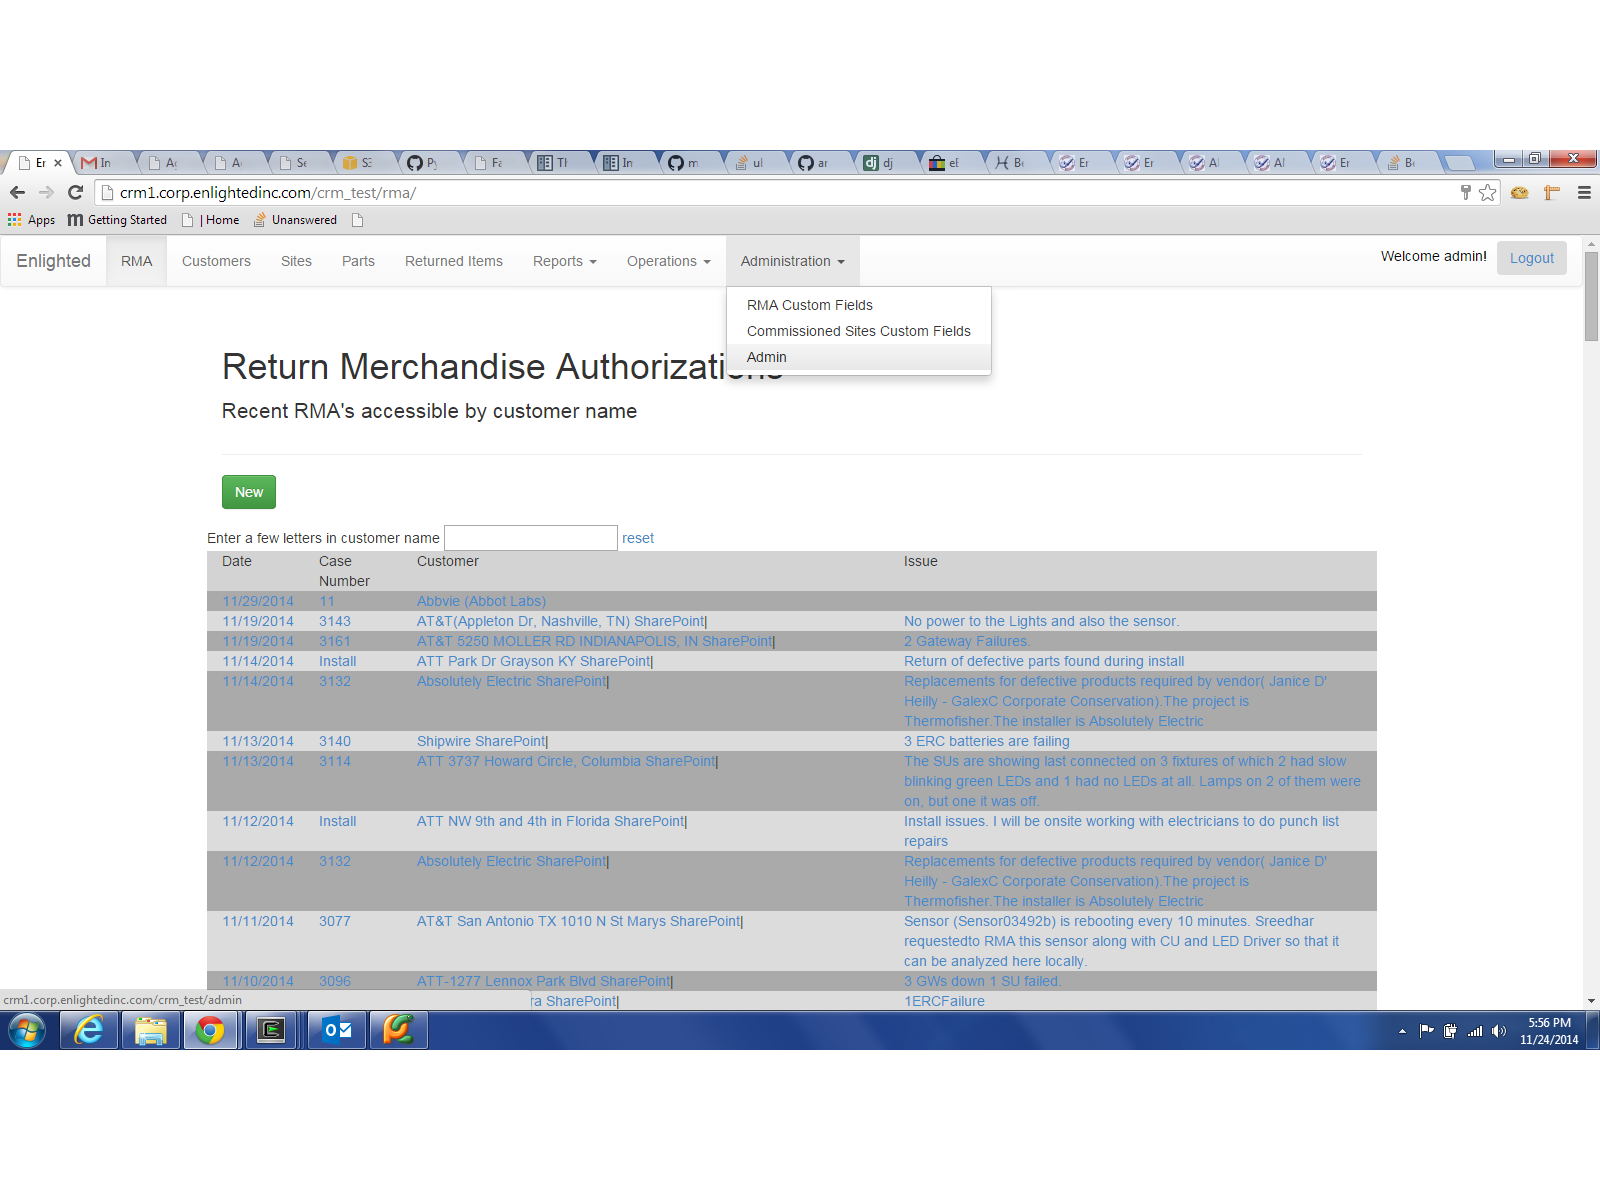 Er In Aç A Se S3 Py Fa Tl In m ul ar dj eE Be Er Er Al Al Er Bc
crm1.corp.enlightedinc.com/crm_test/rma/
Apps Getting Started | Home Unanswered
Enlighted RMA Customers Sites Parts Returned Items Reports Operations Administration Welcome admin! Logout
RMA Custom Fields
Commissioned Sites Custom Fields
Admin
Return Merchandise Authorizations
Recent RMA's accessible by customer name
New
Enter a few letters in customer name reset
Date Case Number Customer Issue
11/29/2014 11 Abbvie (Abbot Labs)
11/19/2014 3143 AT&T(Appleton Dr, Nashville, TN) SharePoint| No power to the Lights and also the sensor.
11/19/2014 3161 AT&T 5250 MOLLER RD INDIANAPOLIS, IN SharePoint| 2 Gateway Failures.
11/14/2014 Install ATT Park Dr Grayson KY SharePoint| Return of defective parts found during install
11/14/2014 3132 Absolutely Electric SharePoint| Replacements for defective products required by vendor( Janice D'
Heilly - GalexC Corporate Conservation).The project is
Thermofisher.The installer is Absolutely Electric
11/13/2014 3140 Shipwire SharePoint| 3 ERC batteries are failing
11/13/2014 3114 ATT 3737 Howard Circle, Columbia SharePoint| The SUs are showing last connected on 3 fixtures of which 2 had slow
blinking green LEDs and 1 had no LEDs at all. Lamps on 2 of them were
on, but one it was off.
11/12/2014 Install ATT NW 9th and 4th in Florida SharePoint| Install issues. I will be onsite working with electricians to do punch list
repairs
11/12/2014 3132 Absolutely Electric SharePoint| Replacements for defective products required by vendor( Janice D'
Heilly - GalexC Corporate Conservation).The project is
Thermofisher.The installer is Absolutely Electric
11/11/2014 3077 AT&T San Antonio TX 1010 N St Marys SharePoint| Sensor (Sensor03492b) is rebooting every 10 minutes. Sreedhar
requestedto RMA this sensor along with CU and LED Driver so that it
can be analyzed here locally.
11/10/2014 3096 ATT-1277 Lennox Park Blvd SharePoint| 3 GWs down 1 SU failed.
crm1.corp.enlightedinc.com/crm_test/admin ra SharePoint| 1ERCFailure
5:56 PM
11/24/2014